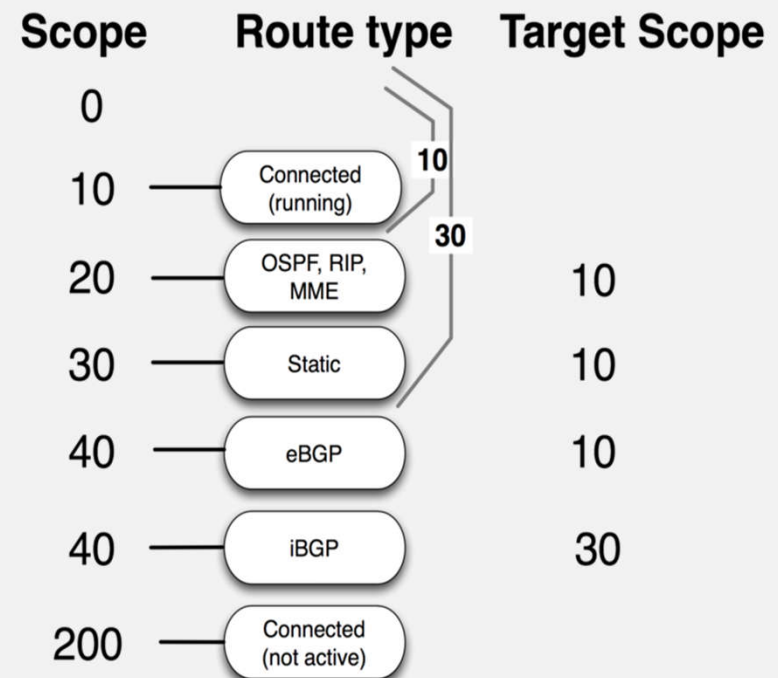 Scope Route type Target Scope
0
10 Connected
(running) 10
30
20 OSPF, RIP,
MME 10
30 Static 10
40 eBGP 10
40 iBGP 30
200 Connected
(not active)